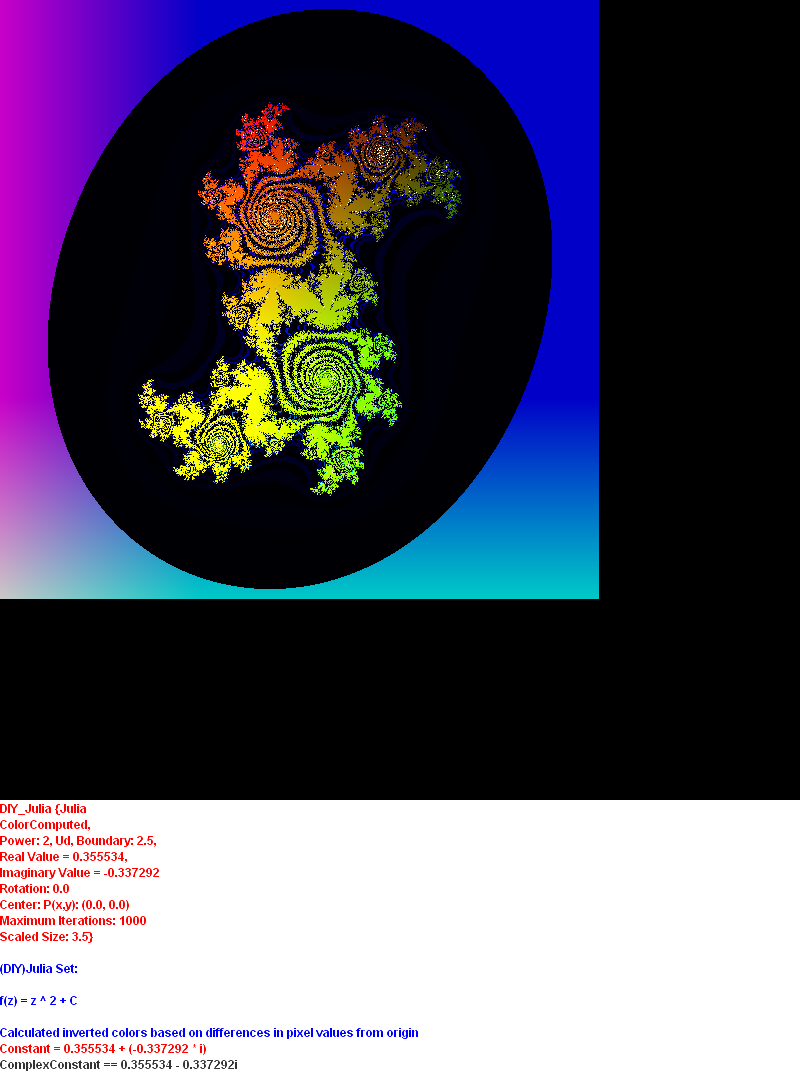 DIY_Julia {Julia
ColorComputed,
Power: 2, Ud, Boundary: 2.5,
Real Value = 0.355534,
Imaginary Value = -0.337292
Rotation: 0.0
Center: P(x,y): (0.0, 0.0)
Maximum Iterations: 1000
Scaled Size: 3.5}
(DIY)Julia Set:
f(z) = z ^ 2 + C
Calculated inverted colors based on differences in pixel values from origin
Constant = 0.355534 + (-0.337292 * i)
ComplexConstant == 0.355534 - 0.337292i